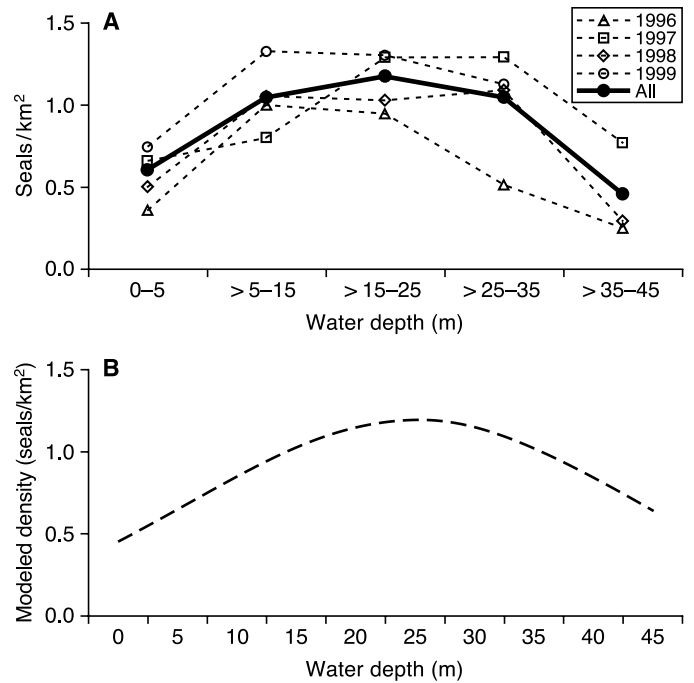 A
1996
1997
1998
1999
All
1.5
1.0
0.5
0.0
Seals/km²
0–5
> 5–15
> 15–25
> 25–35
> 35–45
Water depth (m)
B
1.5
1.0
0.5
0.0
Modeled density (seals/km²)
0 5 10 15 20 25 30 35 40 45
Water depth (m)